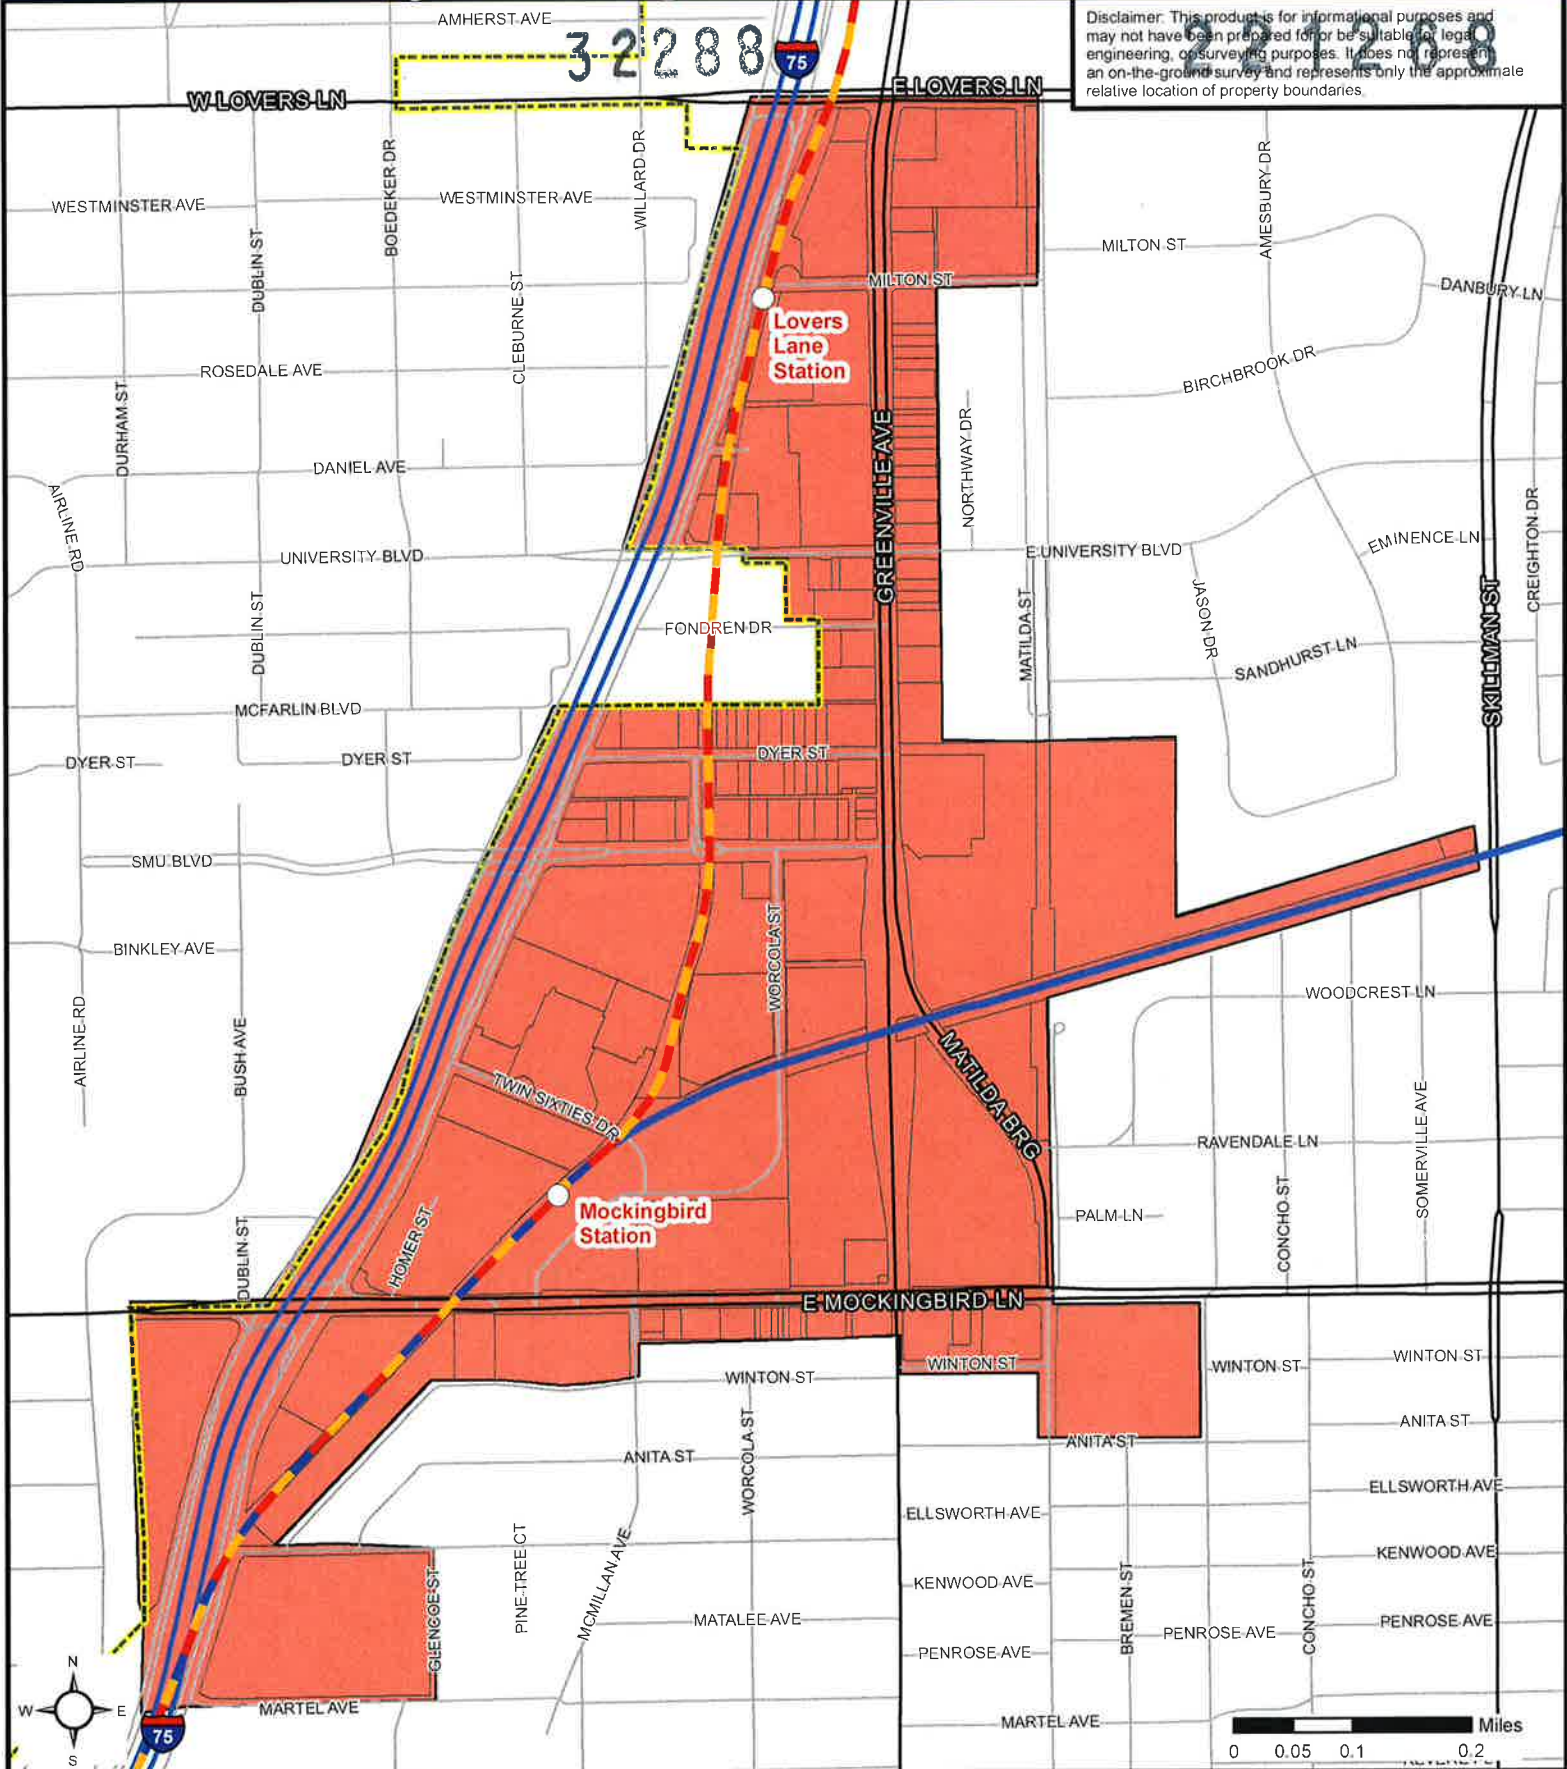 AMHERST AVE
32288
75
221268
Disclaimer: This product is for informational purposes and
may not have been prepared for or be suitable for legal,
engineering, or surveying purposes. It does not represent
an on-the-ground survey and represents only the approximate
relative location of property boundaries.
W LOVERS LN
E LOVERS LN
WESTMINSTER AVE
WESTMINSTER AVE
BOEDEKER DR
WILLARD DR
AMESBURY DR
DUBLIN ST
MILTON ST
MILTON ST
CLEBURNE ST
DANBURY LN
Lovers
Lane
Station
ROSEDALE AVE
BIRCHBROOK DR
DURHAM ST
DANIEL AVE
GREENVILLE AVE
NORTHWAY DR
AIRLINE RD
UNIVERSITY BLVD
E UNIVERSITY BLVD
EMINENCE LN
CREIGHTON DR
DUBLIN ST
FONDREN DR
MATILDA ST
JASON DR
SANDHURST LN
SKILLMAN ST
MCFARLIN BLVD
DYER ST
DYER ST
DYER ST
SMU BLVD
BINKLEY AVE
WORCOLA ST
WOODCREST LN
AIRLINE RD
BUSH AVE
TWIN SIXTIES DR
MATILDA BRG
RAVENDALE LN
SOMERVILLE AVE
Mockingbird
Station
PALM LN
CONCHO ST
DUBLIN ST
HOMER ST
E MOCKINGBIRD LN
WINTON ST
WINTON ST
WINTON ST
WINTON ST
ANITA ST
ANITA ST
ANITA ST
WORCOLA ST
ELLSWORTH AVE
ELLSWORTH AVE
PINE TREE CT
MCMILLAN AVE
KENWOOD AVE
KENWOOD AVE
GLENCOE ST
BREMEN ST
CONCHO ST
MATALEE AVE
PENROSE AVE
PENROSE AVE
PENROSE AVE
N
W
E
S
75
MARTEL AVE
MARTEL AVE
Miles
0 0.05 0.1 0.2